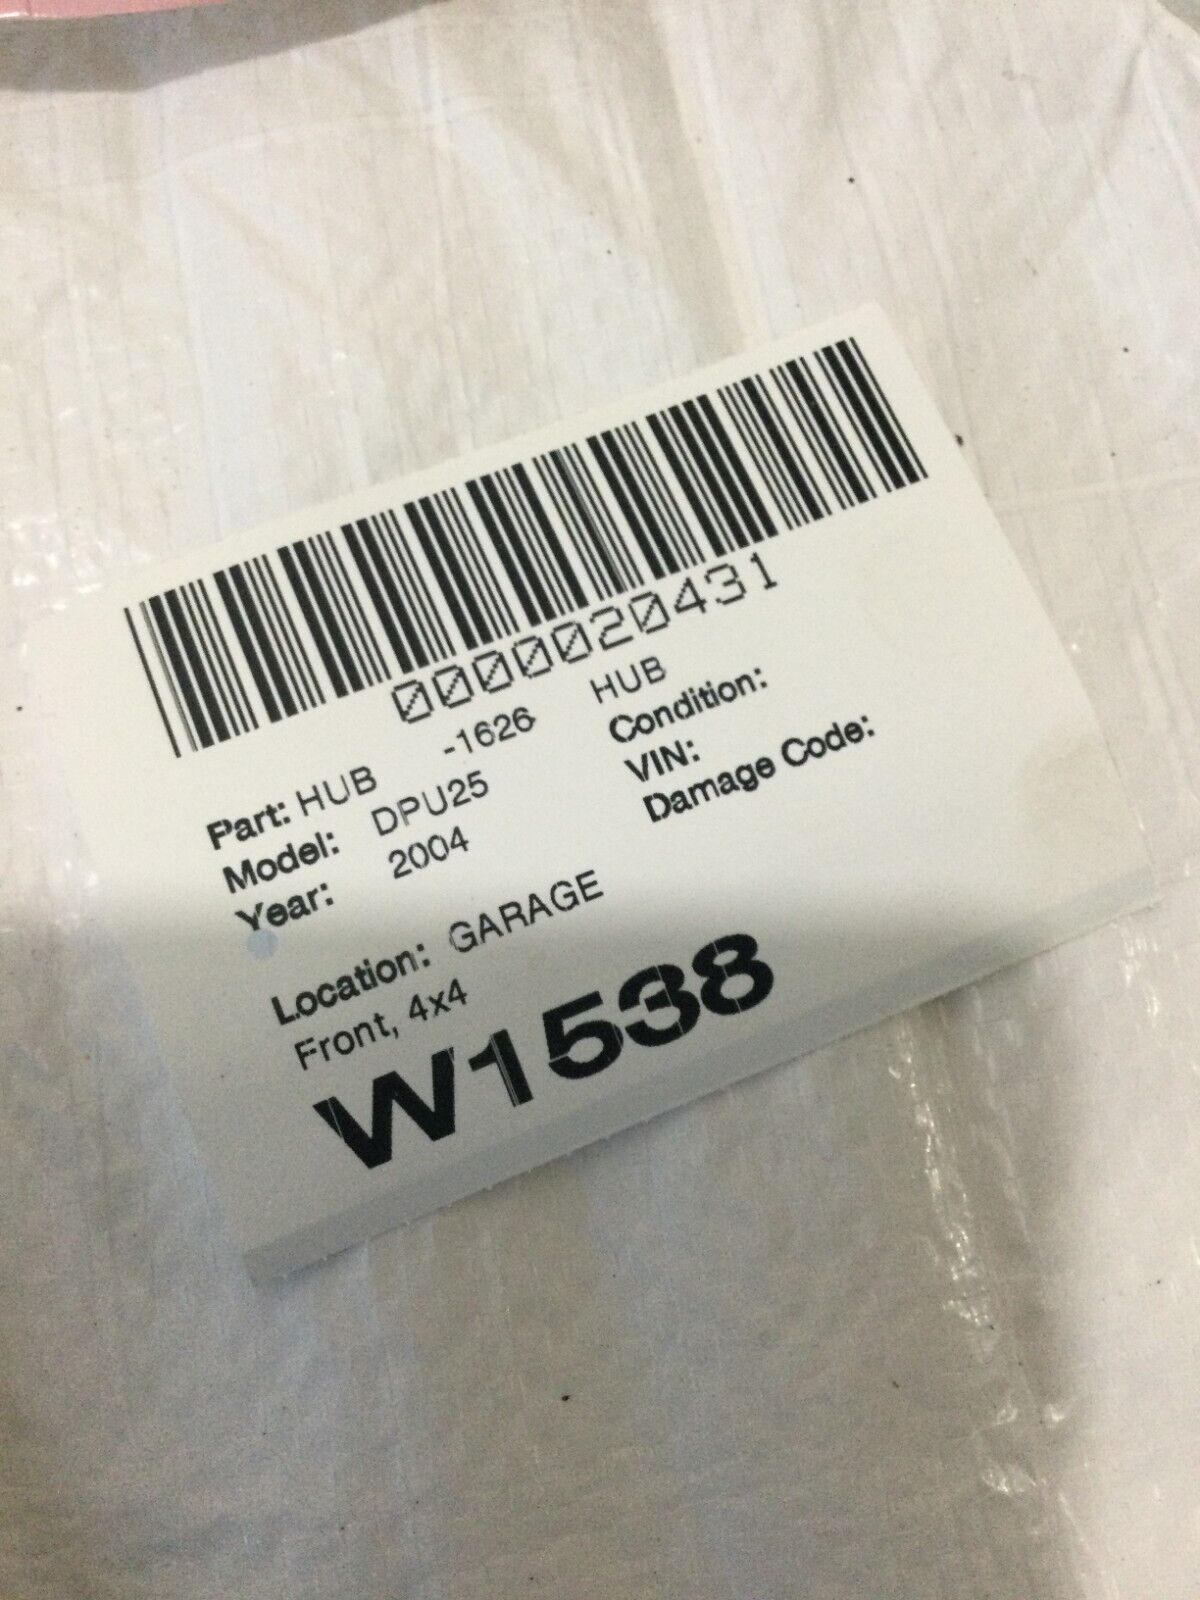 0000020431
Part: HUB -1626 HUB
Model: DPU25 Condition:
Year: 2004 VIN:
Damage Code:
Location: GARAGE
Front, 4x4
W1538